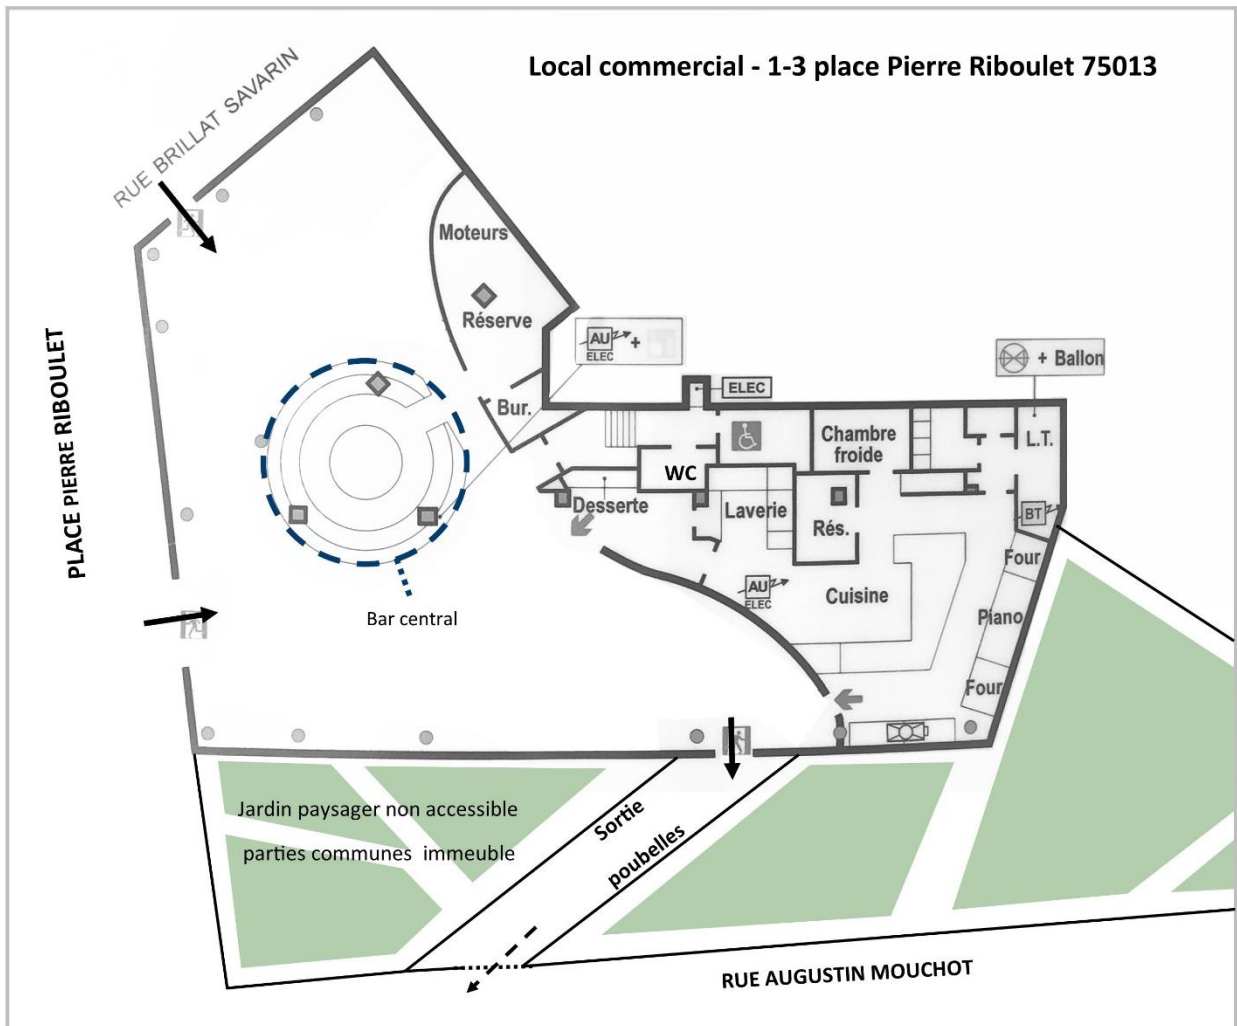 Local commercial - 1-3 place Pierre Riboulet 75013
RUE BRILLAT SAVARIN
PLACE PIERRE RIBOULET
Moteurs
Réserve
AU
ELEC
+
+ Ballon
ELEC
Bur.
Chambre
froide
L.T.
WC
Desserte
Laverie
Rés.
BT
Four
AU
ELEC
Cuisine
Piano
Bar central
Four
Jardin paysager non accessible
parties communes immeuble
Sortie
poubelles
RUE AUGUSTIN MOUCHOT